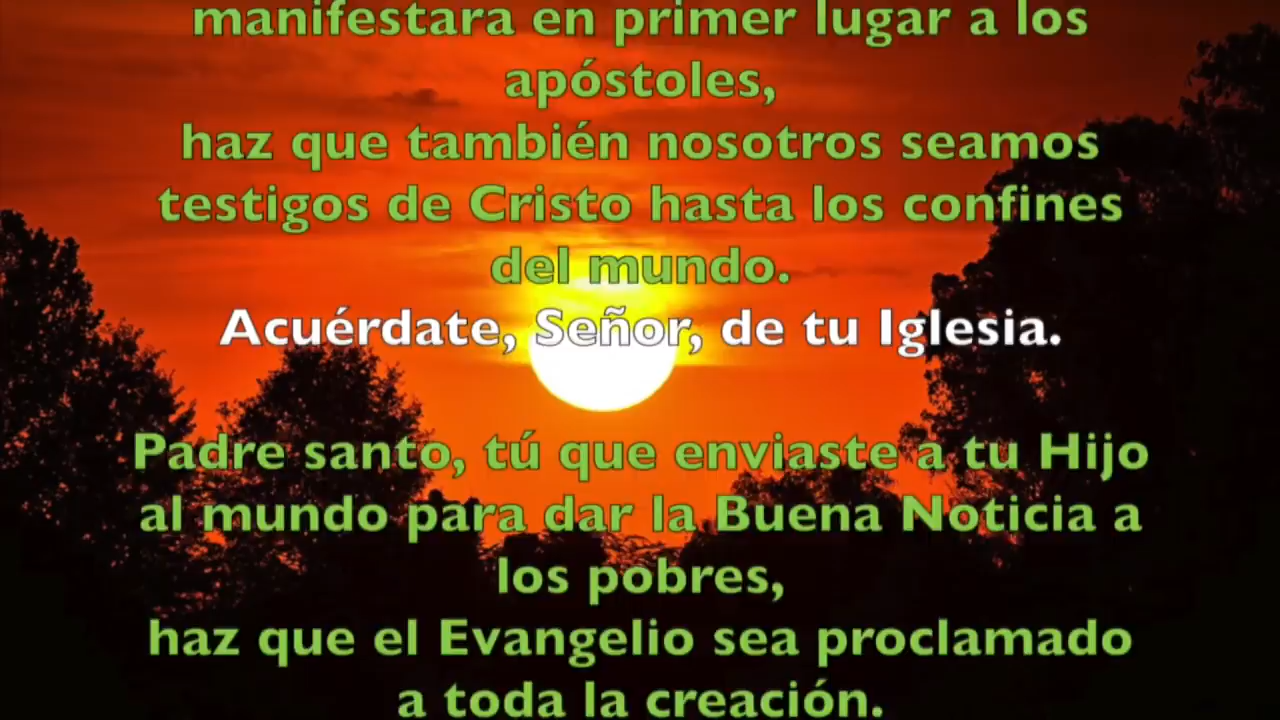 manifestara en primer lugar a los
apóstoles,
haz que también nosotros seamos
testigos de Cristo hasta los confines
del mundo.
Acuérdate, Señor, de tu Iglesia.
Padre santo, tú que enviaste a tu Hijo
al mundo para dar la Buena Noticia a
los pobres,
haz que el Evangelio sea proclamado
a toda la creación.